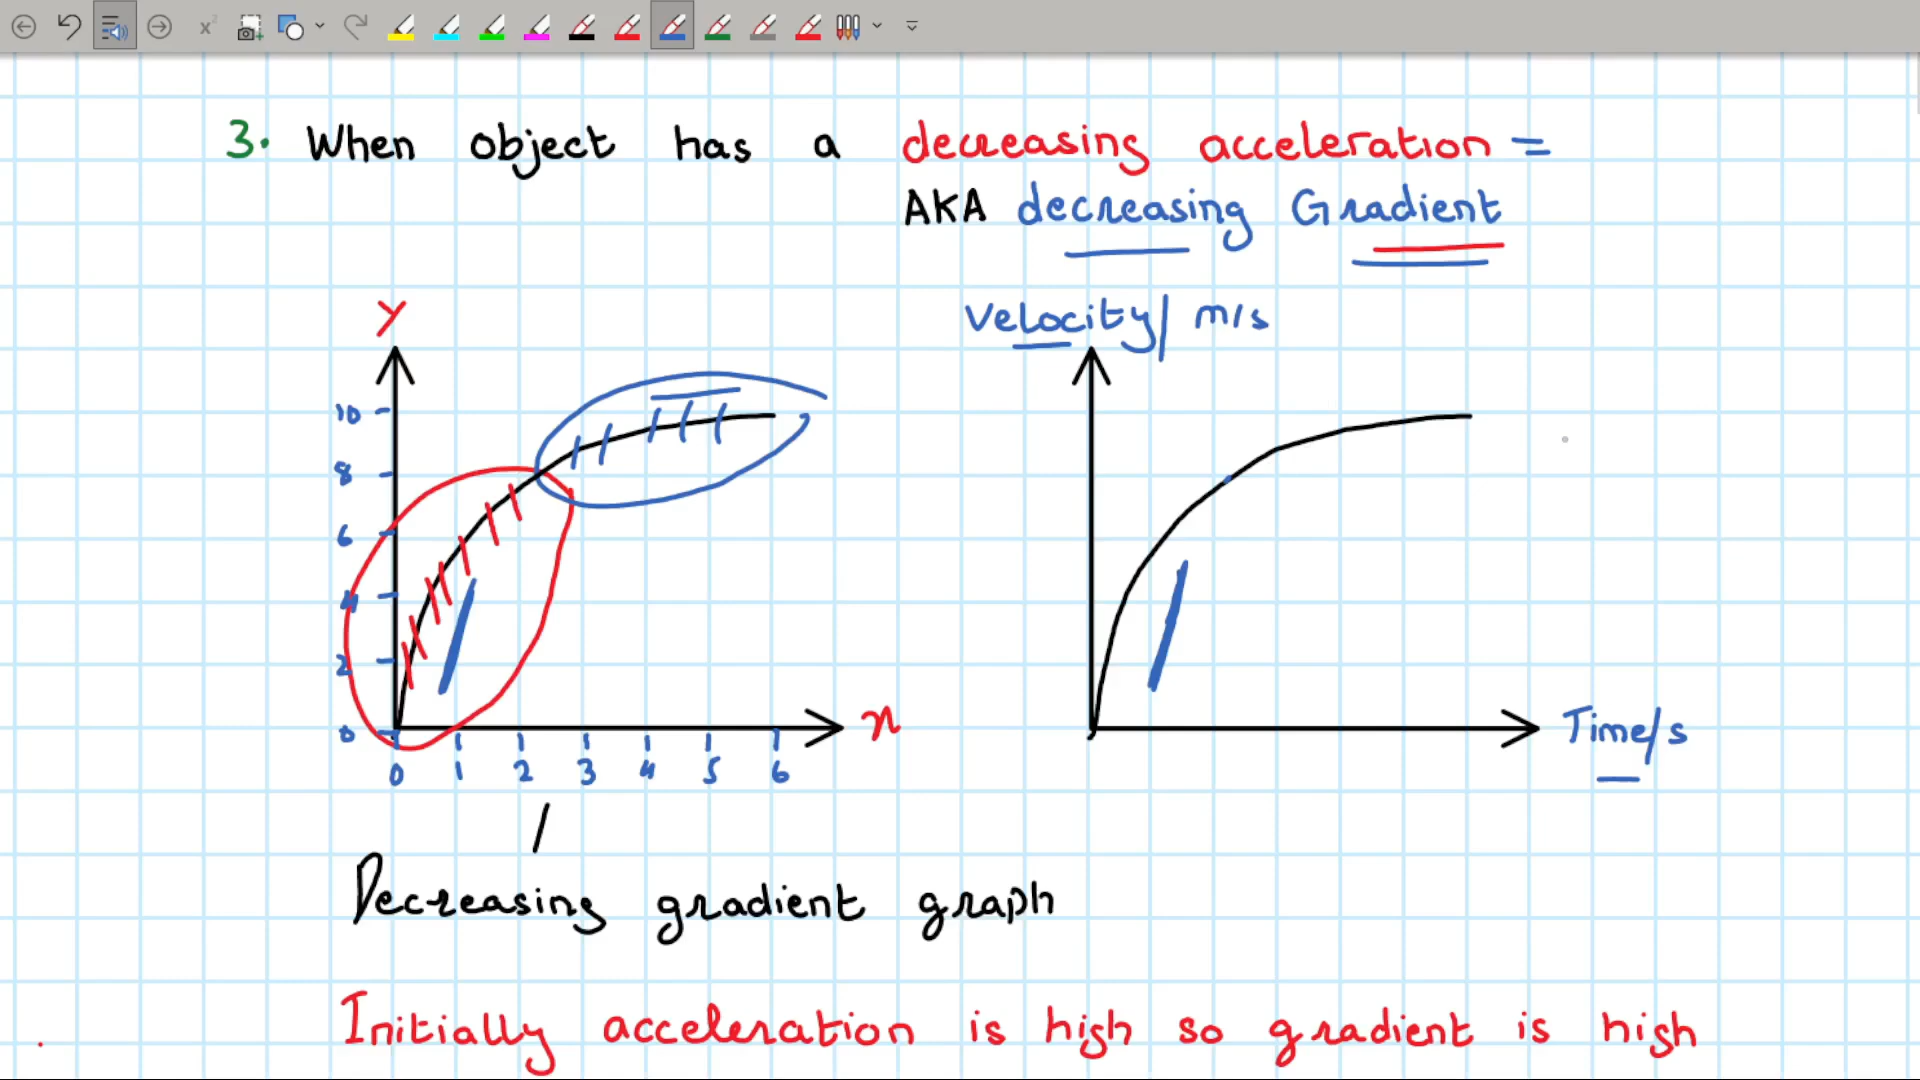 3. When object has a decreasing acceleration =
AKA decreasing Gradient
y
Velocity/ m/s
10
8
6
4
2
0
x
Time/s
0 1 2 3 4 5 6
Decreasing gradient graph
Initially acceleration is high so gradient is high